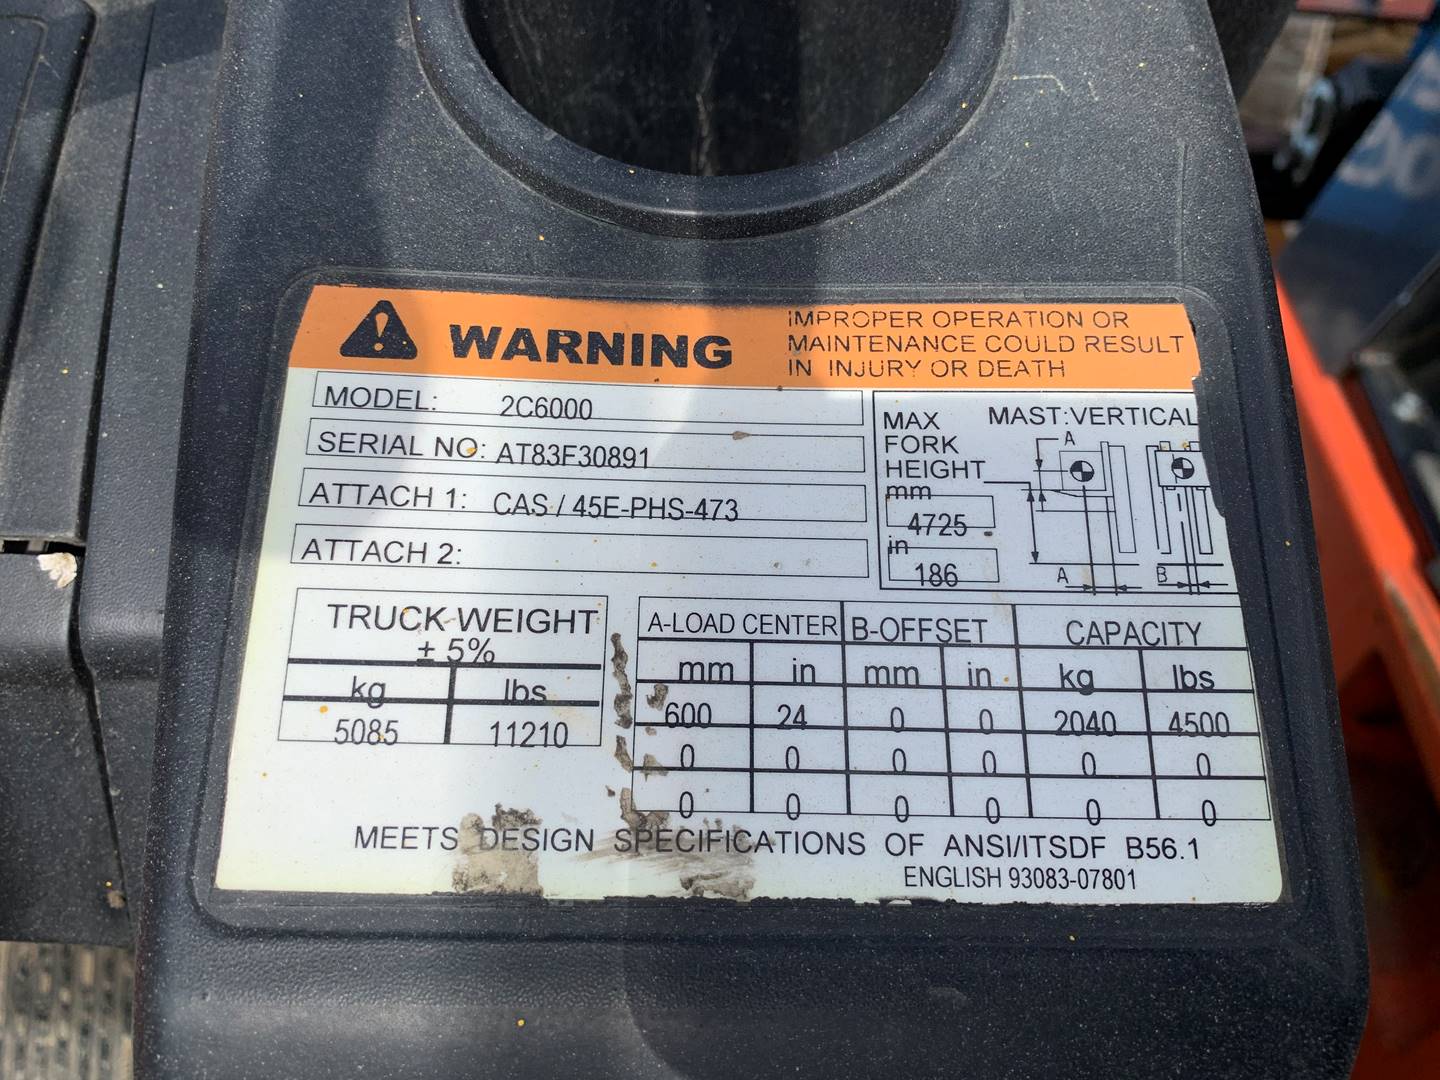 WARNING
IMPROPER OPERATION OR
MAINTENANCE COULD RESULT
IN INJURY OR DEATH
MODEL: 2C6000
SERIAL NO: AT83F30891
ATTACH 1: CAS / 45E-PHS-473
ATTACH 2:
MAX
FORK
HEIGHT
mm
4725
in
186
MAST:VERTICAL
A
A
B
TRUCK WEIGHT
± 5%
kg lbs
5085 11210
A-LOAD CENTER B-OFFSET CAPACITY
mm in mm in kg lbs
600 24 0 0 2040 4500
0 0 0 0 0 0
0 0 0 0 0 0
MEETS DESIGN SPECIFICATIONS OF ANSI/ITSDF B56.1
ENGLISH 93083-07801